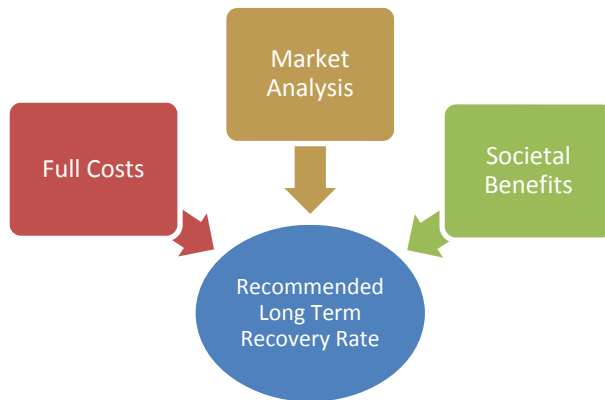 Market
Analysis
Full Costs
Societal
Benefits
Recommended
Long Term
Recovery Rate